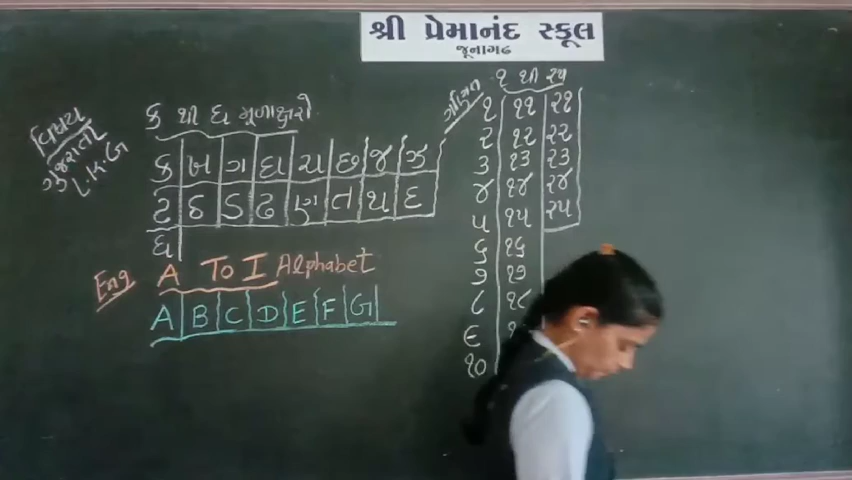 શ્રી પ્રેમાનંદ સ્કૂલ
જૂનાગઢ
વિષય
ગુજરાતી
L.K.G
ક થી ધ મૂળાક્ષરો
ક ખ ગ ઘ ચ છ જ ઝ
ટ ઠ ડ ઢ ણ ત થ દ
ધ
Eng A To I Alphabet
A B C D E F G
ગણિત
૧ થી ૨૫
૧ ૧૧ ૨૧
૨ ૧૨ ૨૨
૩ ૧૩ ૨૩
૪ ૧૪ ૨૪
૫ ૧૫ ૨૫
૬ ૧૬
૭ ૧૭
૮ ૧૮
૯
૧૦